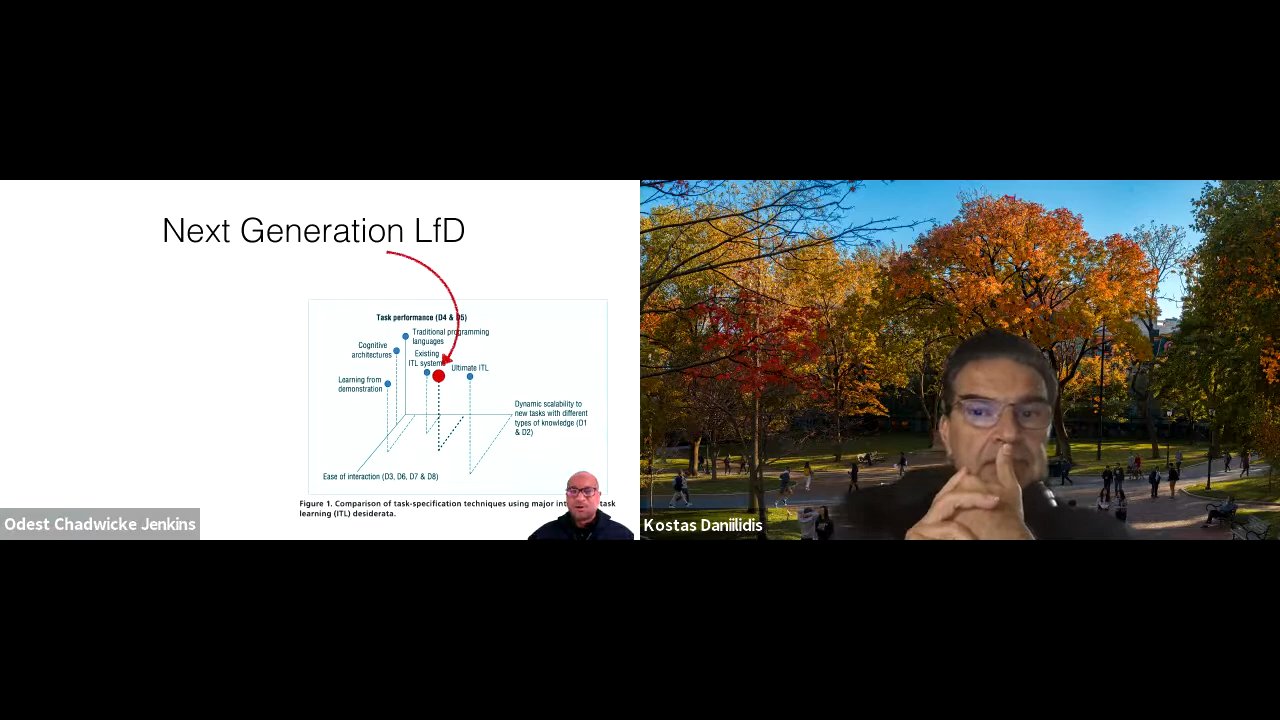 Next Generation LfD
Task performance (D4 & D5)
Traditional programming
languages
Cognitive
architectures
Existing
ITL systems
Ultimate ITL
Learning from
demonstration
Dynamic scalability to
new tasks with different
types of knowledge (D1
& D2)
Ease of interaction (D3, D6, D7 & D8)
Figure 1. Comparison of task-specification techniques using major task
learning (ITL) desiderata.
Odest Chadwicke Jenkins
Kostas Daniilidis